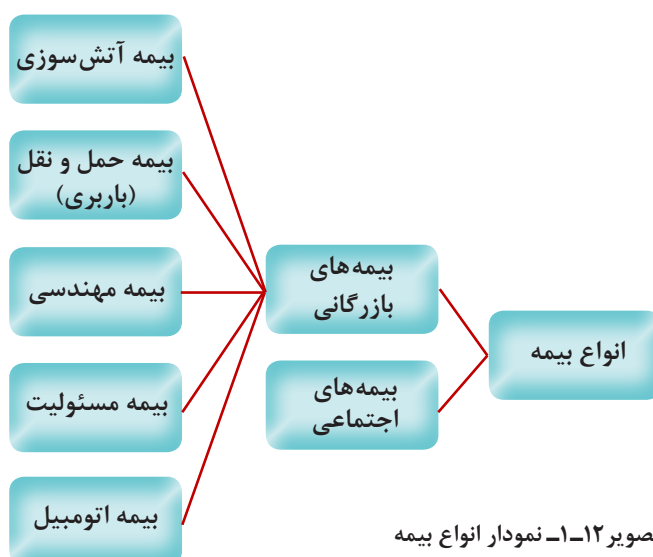 انواع بیمه
بیمه‌های
بازرگانی
بیمه‌های
اجتماعی
بیمه آتش‌سوزی
بیمه حمل و نقل
(باربری)
بیمه مهندسی
بیمه مسئولیت
بیمه اتومبیل
صویر۱۲ــ۱ــ نمودار انواع بیمه